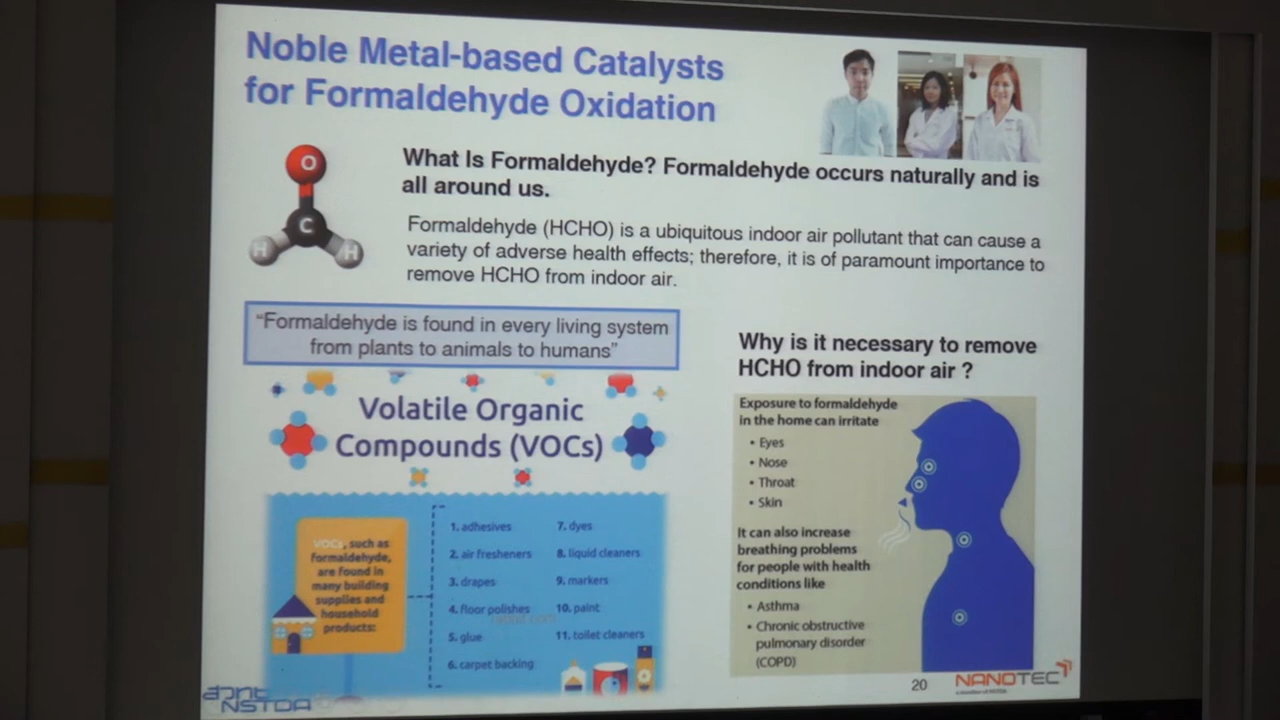 Noble Metal-based Catalysts
for Formaldehyde Oxidation
O
C
H
H
What Is Formaldehyde? Formaldehyde occurs naturally and is
all around us.
Formaldehyde (HCHO) is a ubiquitous indoor air pollutant that can cause a
variety of adverse health effects; therefore, it is of paramount importance to
remove HCHO from indoor air.
“Formaldehyde is found in every living system
from plants to animals to humans”
Volatile Organic
Compounds (VOCs)
VOCs, such as
formaldehyde,
are found in
many building
supplies and
household
products:
1. adhesives
2. air fresheners
3. drapes
4. floor polishes
5. glue
6. carpet backing
7. dyes
8. liquid cleaners
9. markers
10. paint
11. toilet cleaners
Why is it necessary to remove
HCHO from indoor air ?
Exposure to formaldehyde
in the home can irritate
• Eyes
• Nose
• Throat
• Skin
It can also increase
breathing problems
for people with health
conditions like
• Asthma
• Chronic obstructive
pulmonary disorder
(COPD)
สวทช
NSTDA
20
NANOTEC
a member of NSTDA